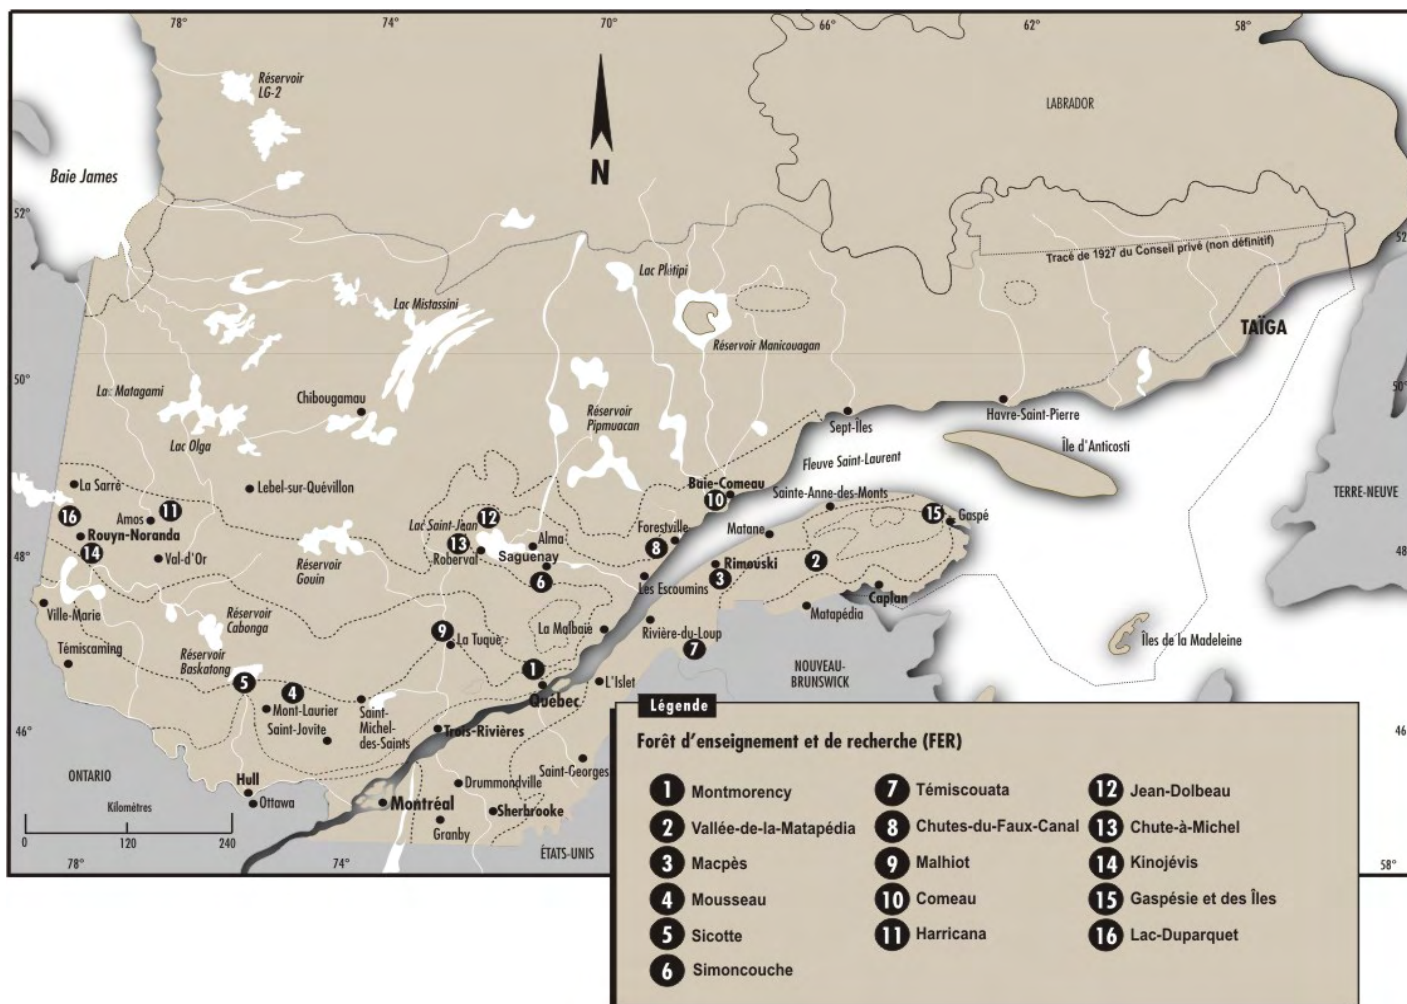 78°
74°
70°
66°
62°
58°
Réservoir
LG-2
LABRADOR
Baie James
N
52°
52
Tracé de 1927 du Conseil privé (non définitif)
Lac Plétipi
Lac Mistassini
TAÏGA
Réservoir Manicouagan
50°
50°
Lac Matagami
Chibougamau
Réservoir
Pipmuacan
Havre-Saint-Pierre
Sept-Îles
Lac Olga
Île d'Anticosti
Fleuve Saint-Laurent
La Sarre
Lebel-sur-Quévillon
Baie-Comeau
10
Sainte-Anne-des-Monts
TERRE-NEUVE
16
11
Amos
12
Lac Saint-Jean
15
Gaspé
Rouyn-Noranda
13
Alma
Forestville
Matane
14
Val-d'Or
Roberval
Saguenay
8
48°
48
Réservoir
Gouin
6
Rimouski
3
2
Les Escoumins
Caplan
Ville-Marie
Réservoir
Cabonga
9
La Tuque
La Malbaie
Matapédia
Rivière-du-Loup
Îles de la Madeleine
Témiscaming
Réservoir
Baskatong
7
1
NOUVEAU-
BRUNSWICK
5
4
L'Islet
Québec
Mont-Laurier
Saint-
Michel-
des-Saints
Saint-Jovite
46°
46
Trois-Rivières
Saint-Georges
ONTARIO
Hull
Drummondville
Kilomètres
Ottawa
Montréal
Sherbrooke
Granby
0
120
240
ÉTATS-UNIS
78°
74°
58°
Légende
Forêt d'enseignement et de recherche (FER)
1 Montmorency
2 Vallée-de-la-Matapédia
3 Macpès
4 Mousseau
5 Sicotte
6 Simoncouche
7 Témiscouata
8 Chutes-du-Faux-Canal
9 Malhiot
10 Comeau
11 Harricana
12 Jean-Dolbeau
13 Chute-à-Michel
14 Kinojévis
15 Gaspésie et des Îles
16 Lac-Duparquet